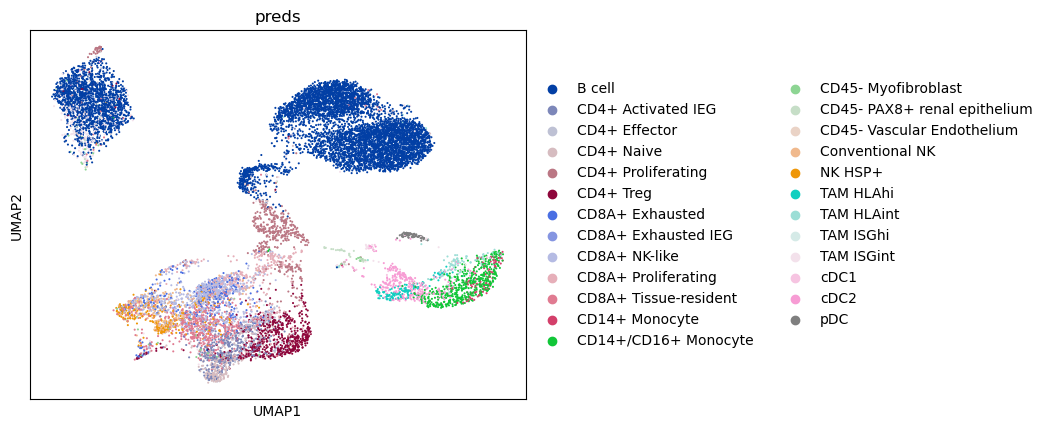 preds
UMAP2
UMAP1
B cell
CD4+ Activated IEG
CD4+ Effector
CD4+ Naive
CD4+ Proliferating
CD4+ Treg
CD8A+ Exhausted
CD8A+ Exhausted IEG
CD8A+ NK-like
CD8A+ Proliferating
CD8A+ Tissue-resident
CD14+ Monocyte
CD14+/CD16+ Monocyte
CD45- Myofibroblast
CD45- PAX8+ renal epithelium
CD45- Vascular Endothelium
Conventional NK
NK HSP+
TAM HLAhi
TAM HLAint
TAM ISGhi
TAM ISGint
cDC1
cDC2
pDC